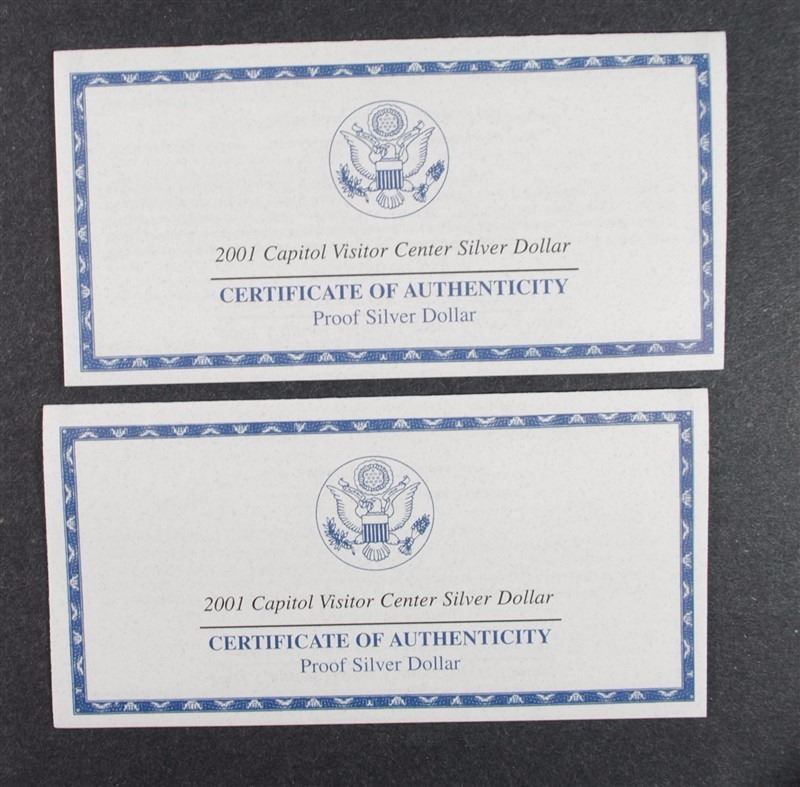 2001 Capitol Visitor Center Silver Dollar
CERTIFICATE OF AUTHENTICITY
Proof Silver Dollar
2001 Capitol Visitor Center Silver Dollar
CERTIFICATE OF AUTHENTICITY
Proof Silver Dollar